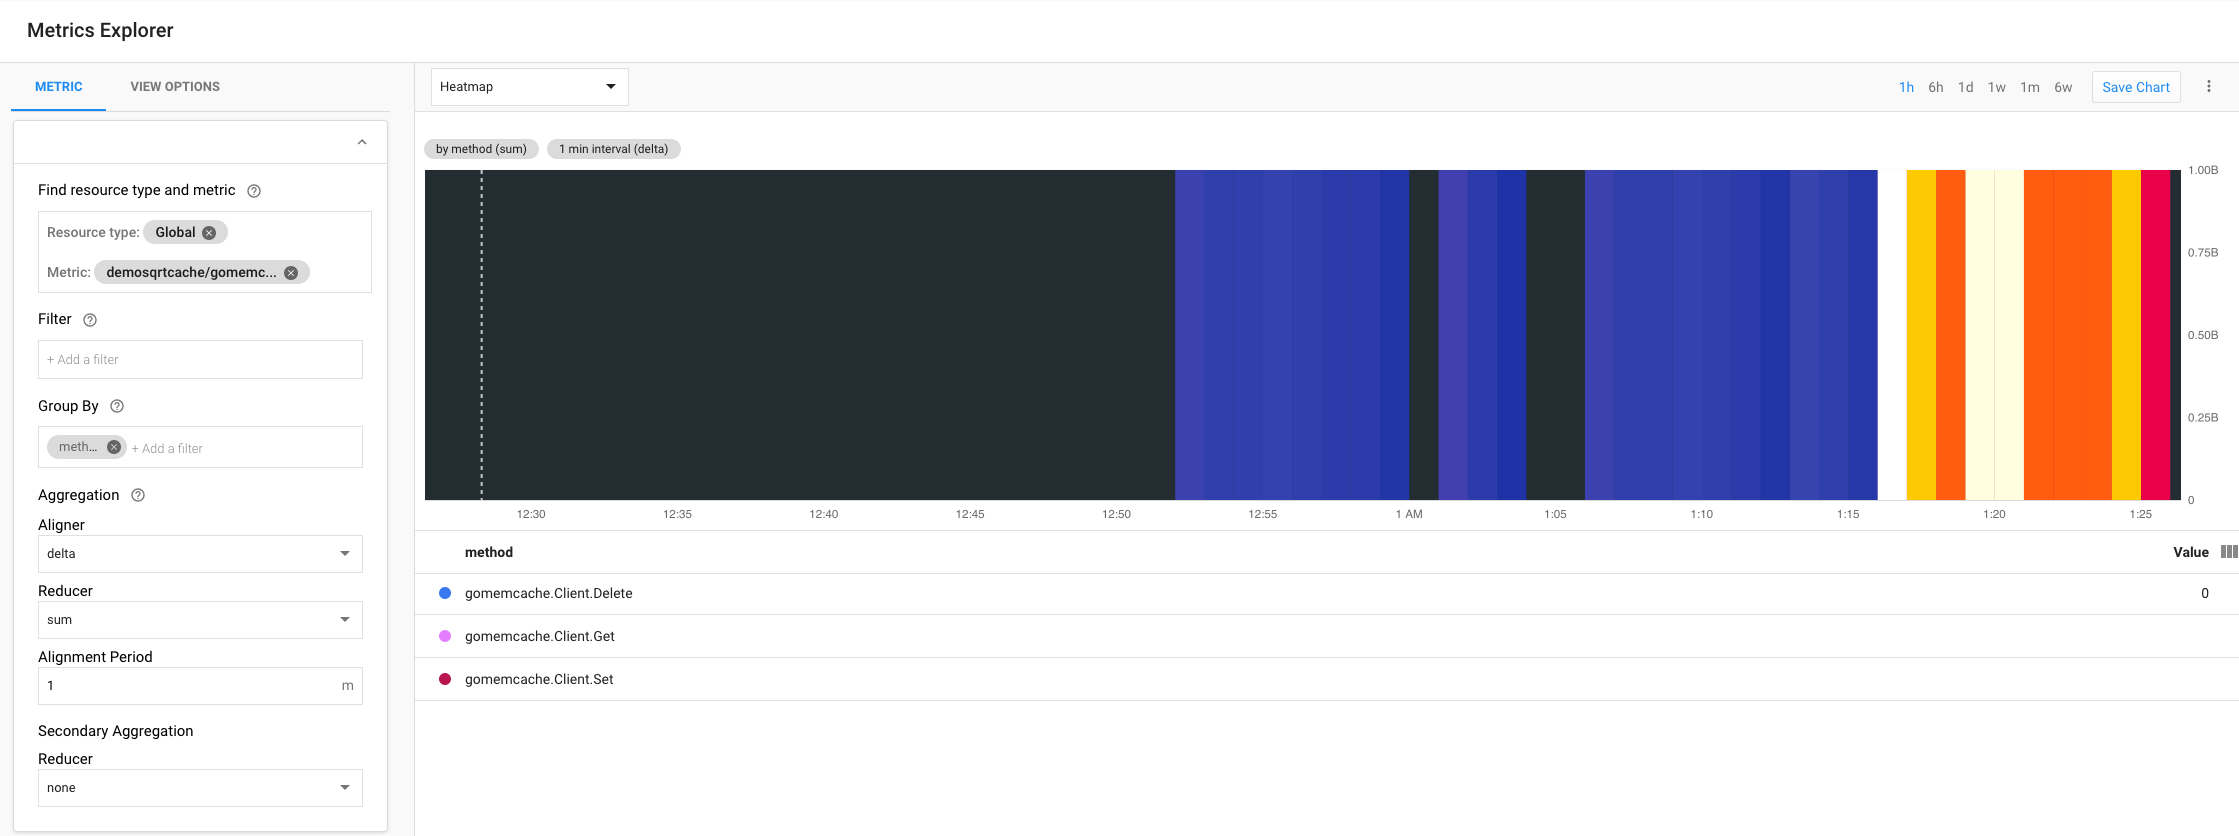 Metrics Explorer
METRIC VIEW OPTIONS
Find resource type and metric
Resource type: Global
Metric: demosqrtcache/gomemc...
Filter
+ Add a filter
Group By
meth... + Add a filter
Aggregation
Aligner
delta
Reducer
sum
Alignment Period
1 m
Secondary Aggregation
Reducer
none
Heatmap
1h 6h 1d 1w 1m 6w Save Chart
by method (sum) 1 min interval (delta)
1.00B
0.75B
0.50B
0.25B
0
12:30 12:35 12:40 12:45 12:50 12:55 1 AM 1:05 1:10 1:15 1:20 1:25
method Value
gomemcache.Client.Delete 0
gomemcache.Client.Get
gomemcache.Client.Set